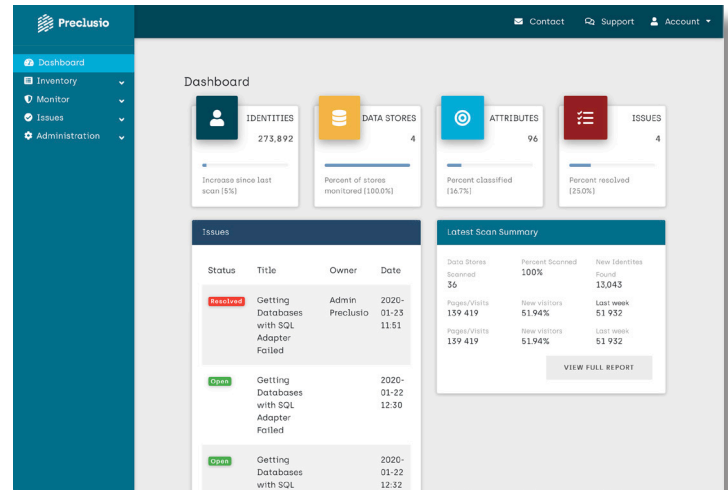 Preclusio
Contact Support Account
Dashboard
Inventory
Monitor
Issues
Administration
Dashboard
IDENTITIES
273,892
Increase since last
scan (5%)
DATA STORES
4
Percent of stores
monitored (100.0%)
ATTRIBUTES
96
Percent classified
(16.7%)
ISSUES
4
Percent resolved
(25.0%)
Issues
Status Title Owner Date
Resolved Getting Admin 2020-
Databases Preclusio 01-23
with SQL 11:51
Adapter
Failed
Open Getting 2020-
Databases 01-22
with SQL 12:30
Adapter
Failed
Open Getting 2020-
Databases 01-22
with SQL 12:32
Latest Scan Summary
Data Stores Percent Scanned New Identites
Scanned 100% Found
36 13,043
Pages/Visits New visitors Last week
139 419 51.94% 51 932
Pages/Visits New visitors Last week
139 419 51.94% 51 932
VIEW FULL REPORT